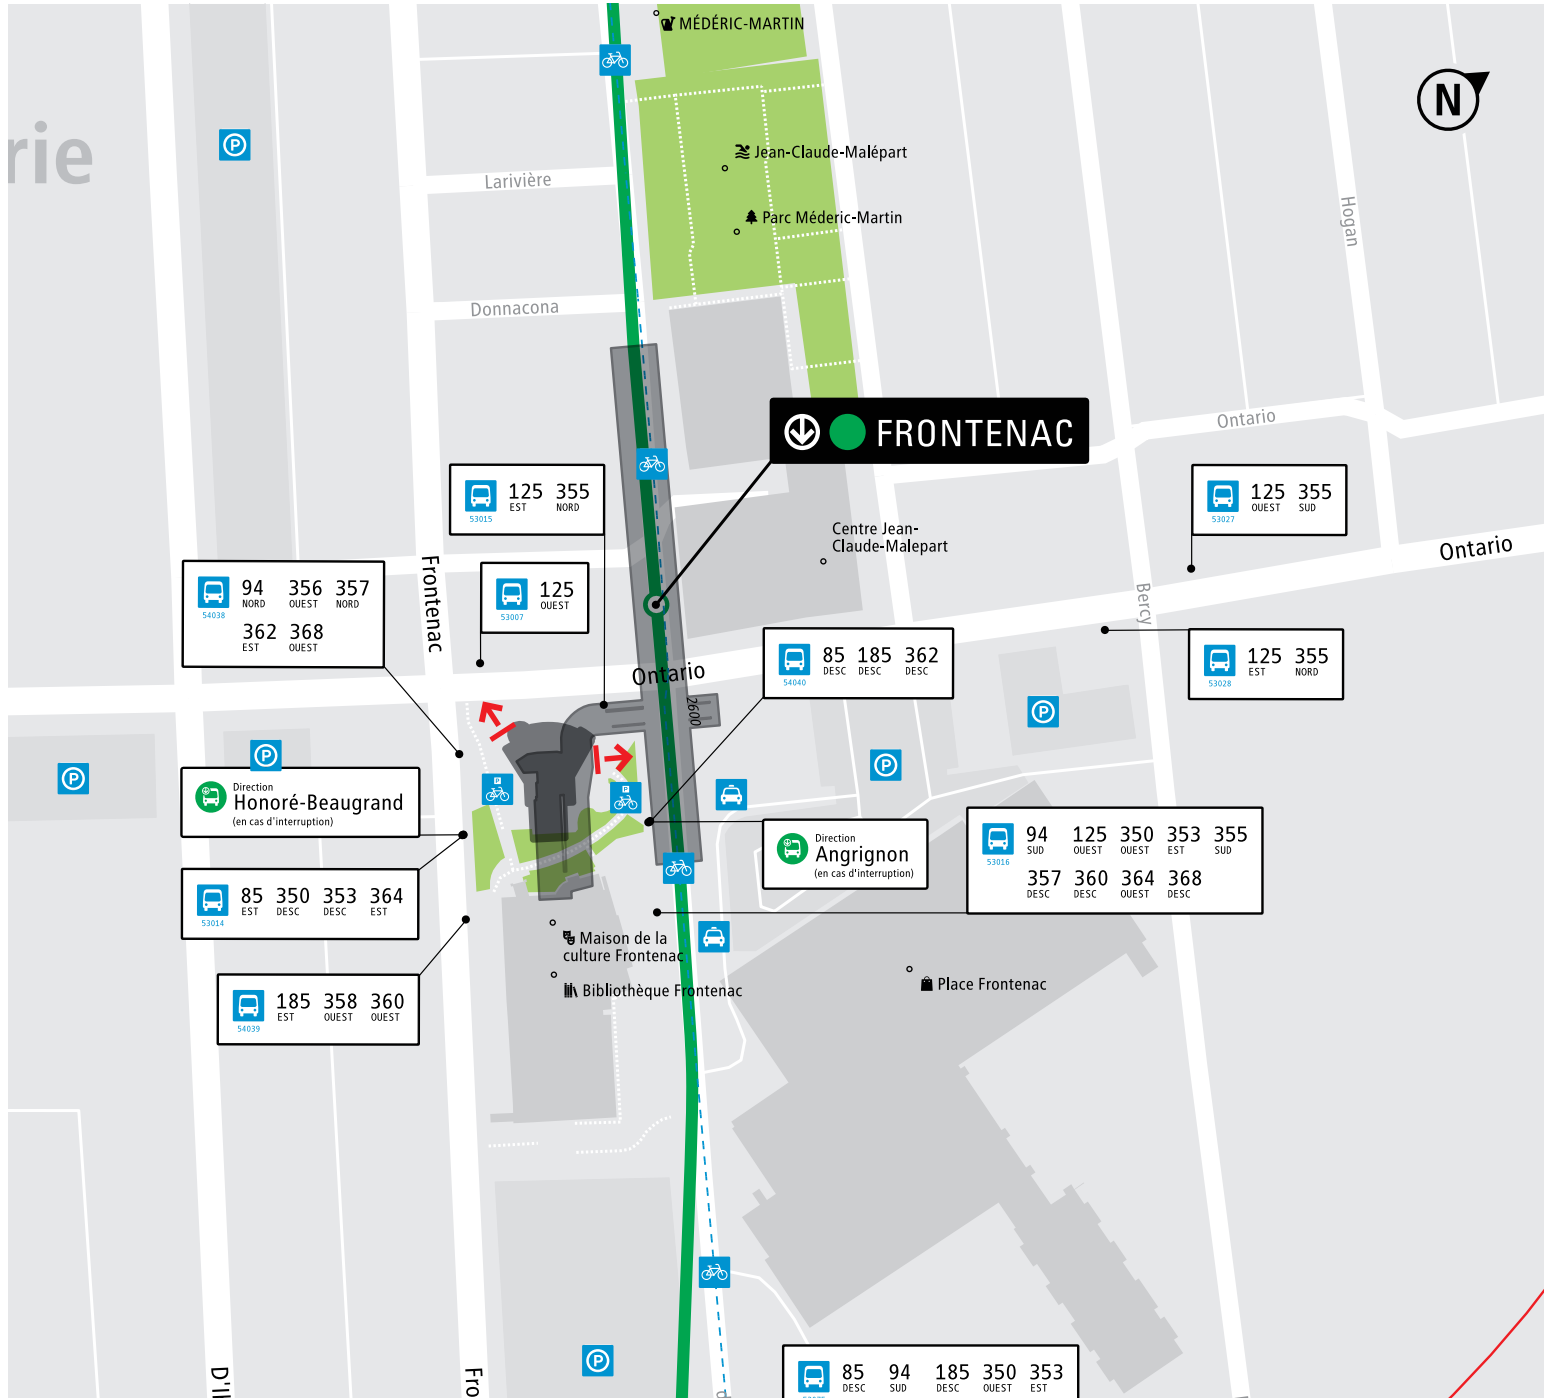 MÉDÉRIC-MARTIN
N
rie
P
Jean-Claude-Malépart
Larivière
Parc Méderic-Martin
Hogan
Donnacona
FRONTENAC
Ontario
125 355
EST NORD
53015
125 355
OUEST SUD
53027
Centre Jean-
Claude-Malepart
Ontario
Frontenac
94 356 357
NORD OUEST NORD
54038
362 368
EST OUEST
125
OUEST
53007
Bercy
Ontario
85 185 362
DESC DESC DESC
54040
125 355
EST NORD
53028
2600
P
P
P
P
Direction
Honoré-Beaugrand
(en cas d'interruption)
P
P
Direction
Angrignon
(en cas d'interruption)
94 125 350 353 355
SUD OUEST OUEST EST SUD
53016
357 360 364 368
DESC DESC OUEST DESC
85 350 353 364
EST DESC DESC EST
53014
Maison de la
culture Frontenac
Bibliothèque Frontenac
Place Frontenac
185 358 360
EST OUEST OUEST
54039
P
D'I
Fro
85 94 185 350 353
DESC SUD DESC OUEST EST